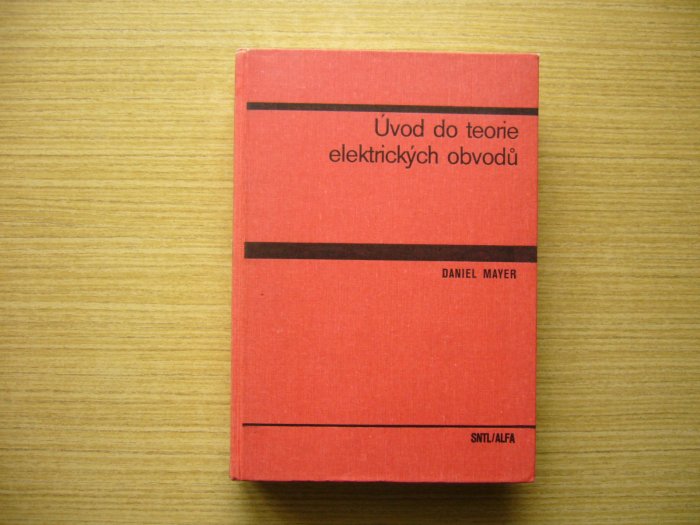 Úvod do teorie
elektrických obvodů
DANIEL MAYER
SNTL/ALFA